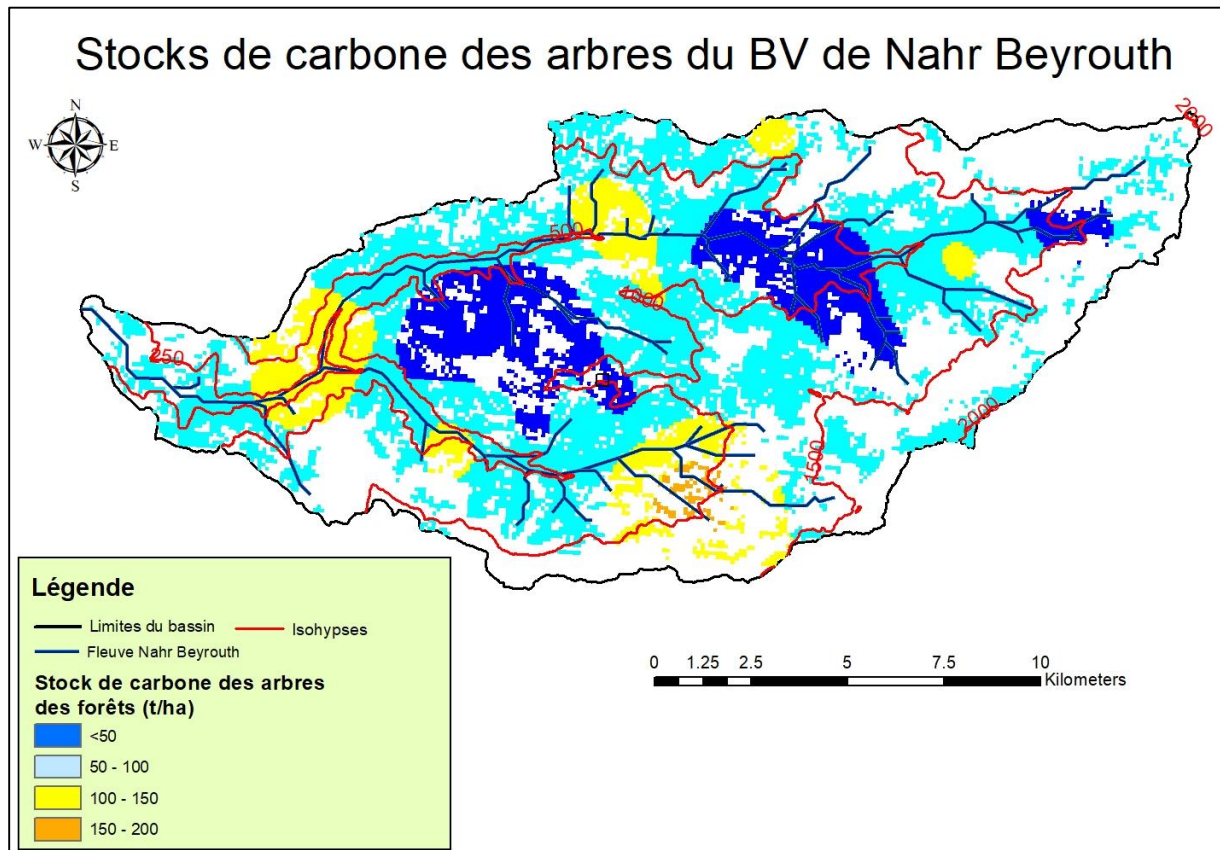 Stocks de carbone des arbres du BV de Nahr Beyrouth
N
W E
S
2000
500
1000
250
2000
1500
Légende
Limites du bassin Isohypses
Fleuve Nahr Beyrouth
Stock de carbone des arbres
des forêts (t/ha)
<50
50 - 100
100 - 150
150 - 200
0 1.25 2.5 5 7.5 10
Kilometers